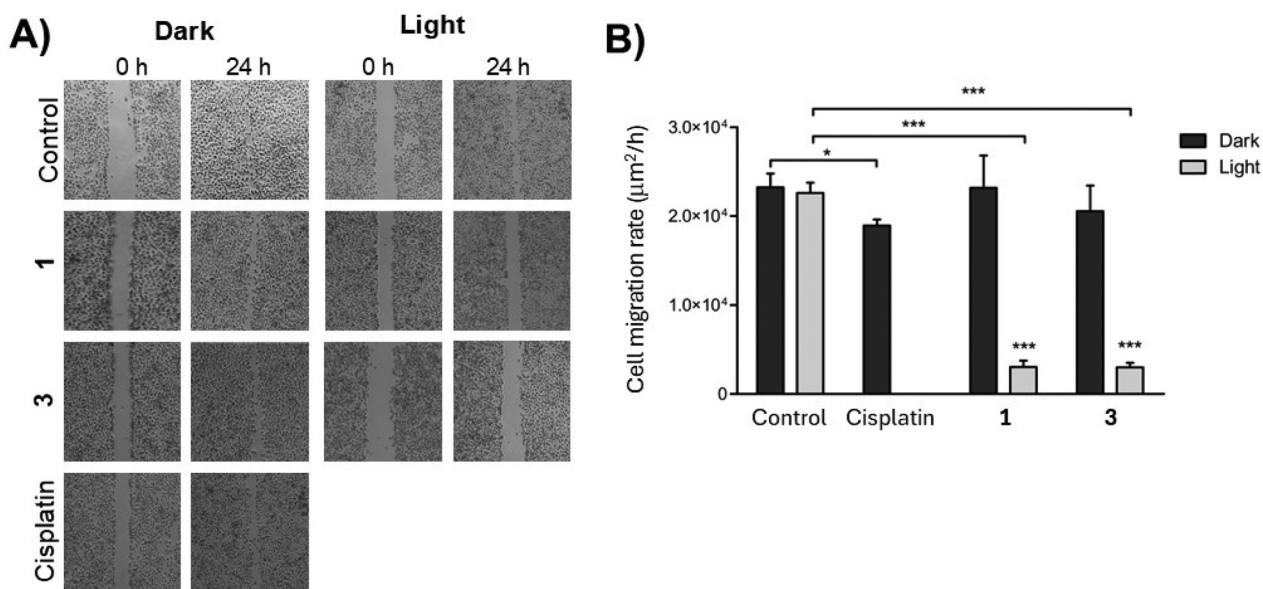 A)
Dark
Light
0 h
24 h
0 h
24 h
Control
1
3
Cisplatin
B)
***
***
*
3.0×10⁴
2.0×10⁴
1.0×10⁴
0
Cell migration rate (μm²/h)
***
***
Control
Cisplatin
1
3
Dark
Light